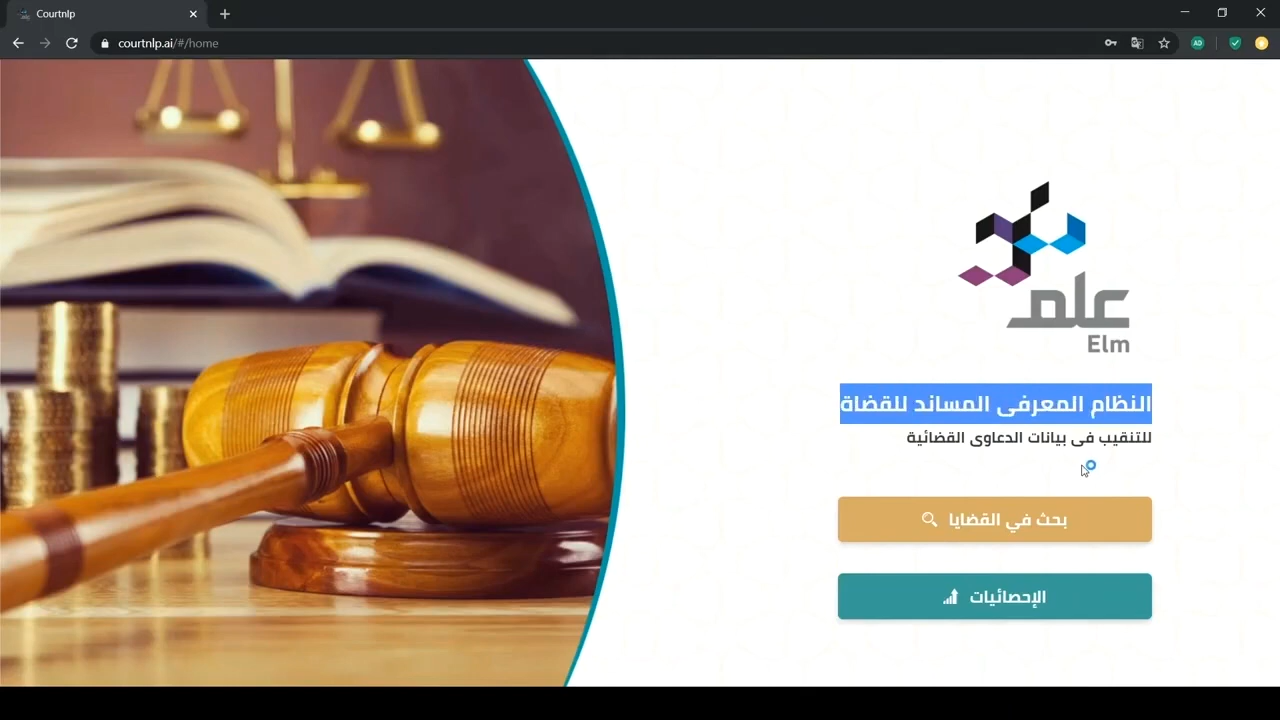 Courtnlp
courtnlp.ai/#/home
AD
علم
Elm
النظام المعرفى المساند للقضاة
للتنقيب فى بيانات الدعاوى القضائية
بحث في القضايا
الإحصائيات